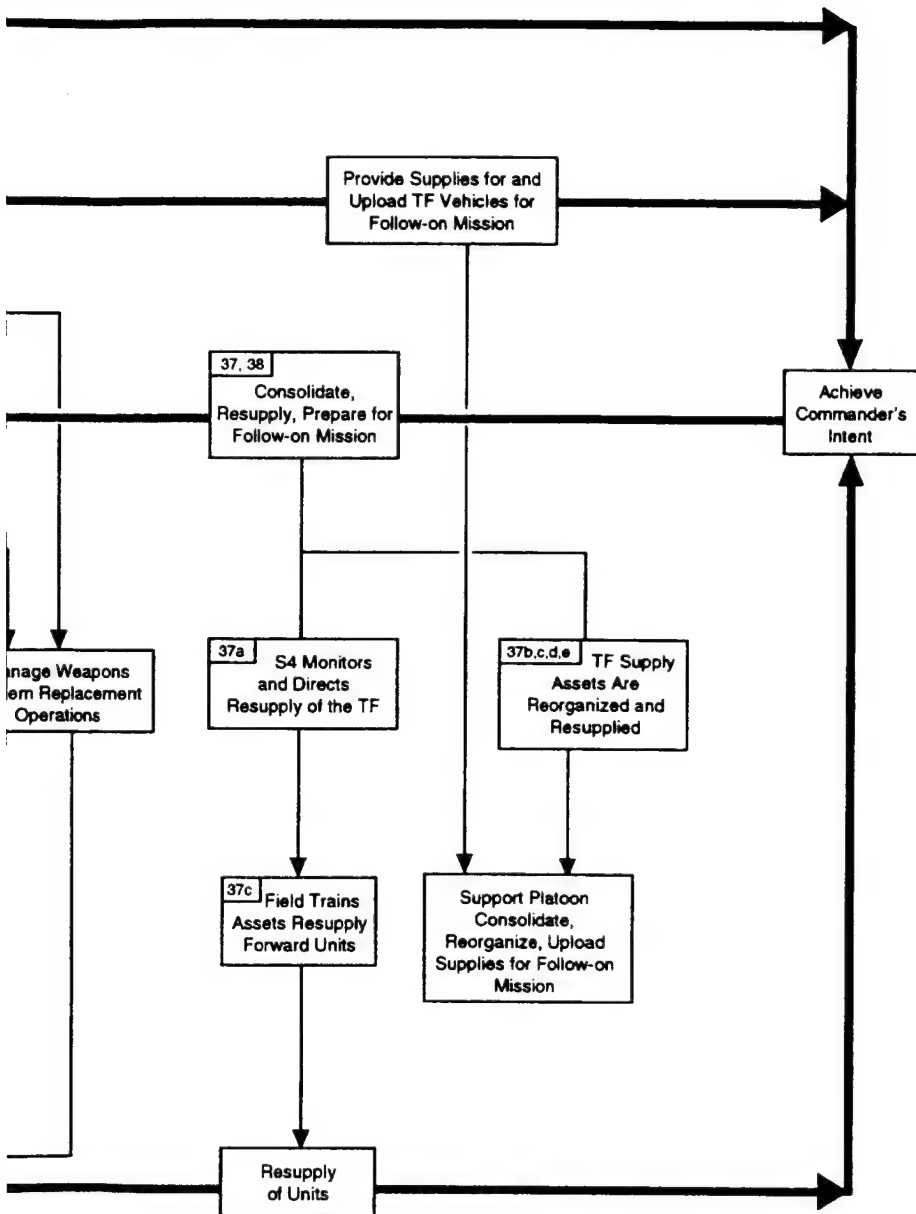 Provide Supplies for and
Upload TF Vehicles for
Follow-on Mission
37, 38
Consolidate,
Resupply, Prepare for
Follow-on Mission
Achieve
Commander's
Intent
Weapons
Replacement
Operations
37a
S4 Monitors
and Directs
Resupply of the TF
37b,c,d,e
TF Supply
Assets Are
Reorganized and
Resupplied
37c
Field Trains
Assets Resupply
Forward Units
Support Platoon
Consolidate,
Reorganize, Upload
Supplies for Follow-on
Mission
Resupply
of Units